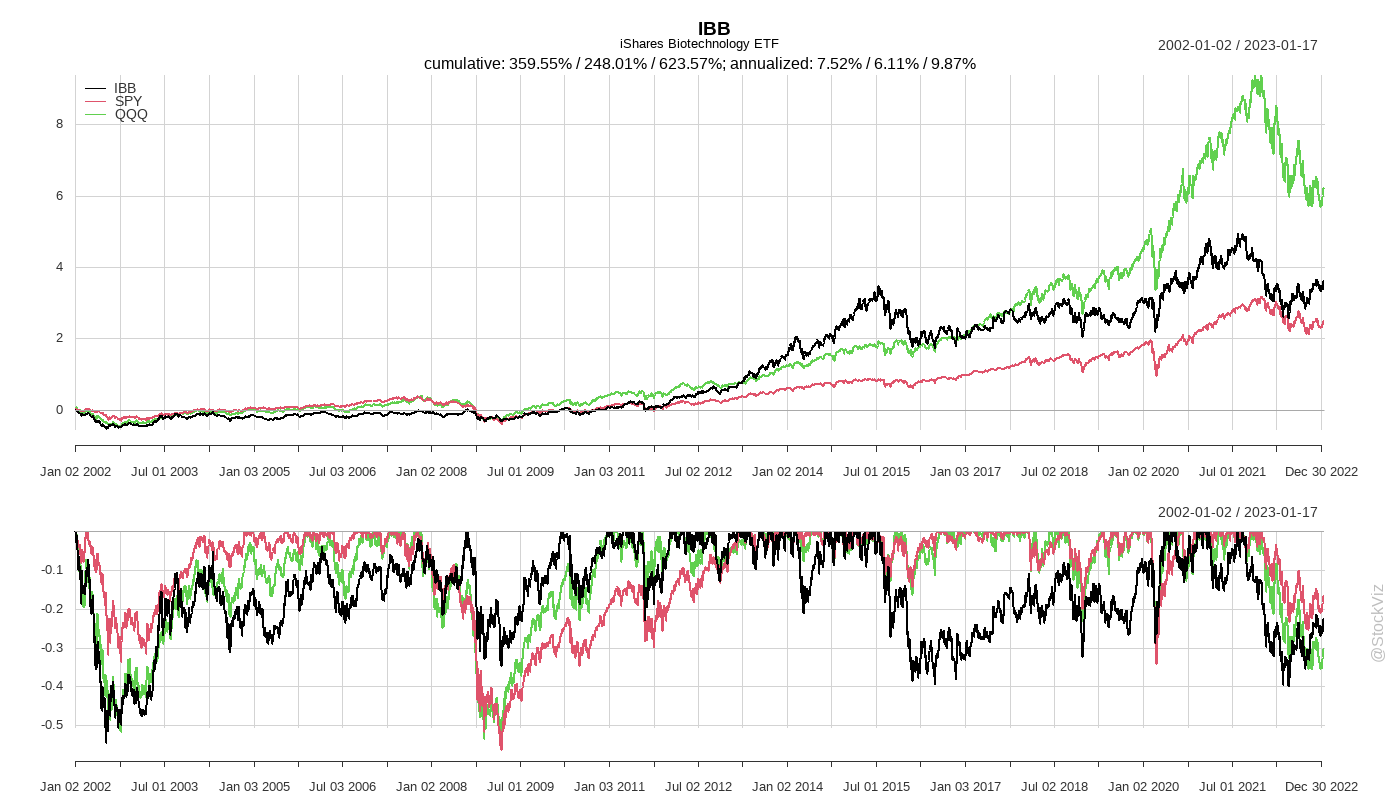 IBB
iShares Biotechnology ETF
2002-01-02 / 2023-01-17
cumulative: 359.55% / 248.01% / 623.57%; annualized: 7.52% / 6.11% / 9.87%
IBB
SPY
QQQ
8
6
4
2
0
Jan 02 2002 Jul 01 2003 Jan 03 2005 Jul 03 2006 Jan 02 2008 Jul 01 2009 Jan 03 2011 Jul 02 2012 Jan 02 2014 Jul 01 2015 Jan 03 2017 Jul 02 2018 Jan 02 2020 Jul 01 2021 Dec 30 2022
2002-01-02 / 2023-01-17
-0.1
-0.2
-0.3
-0.4
-0.5
@StockViz
Jan 02 2002 Jul 01 2003 Jan 03 2005 Jul 03 2006 Jan 02 2008 Jul 01 2009 Jan 03 2011 Jul 02 2012 Jan 02 2014 Jul 01 2015 Jan 03 2017 Jul 02 2018 Jan 02 2020 Jul 01 2021 Dec 30 2022